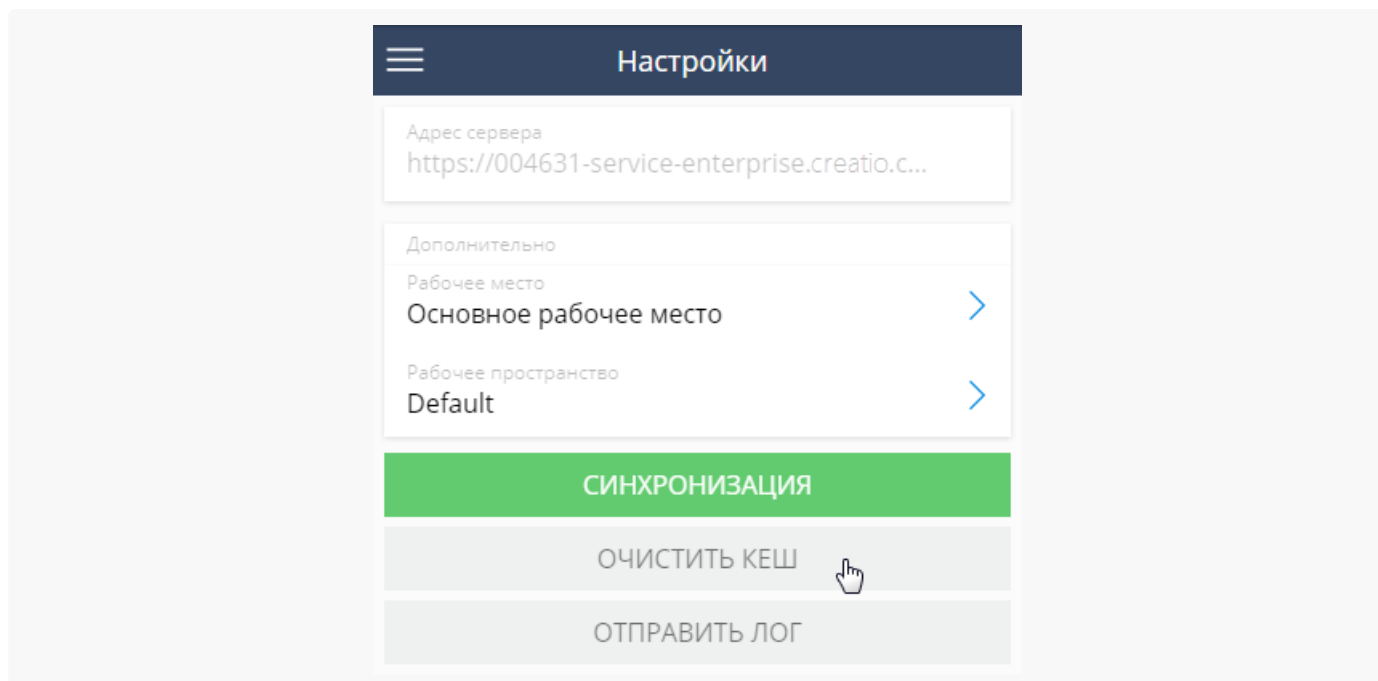 Настройки
Адрес сервера
https://004631-service-enterprise.creatio.c...
Дополнительно
Рабочее место
Основное рабочее место
Рабочее пространство
Default
СИНХРОНИЗАЦИЯ
ОЧИСТИТЬ КЕШ
ОТПРАВИТЬ ЛОГ